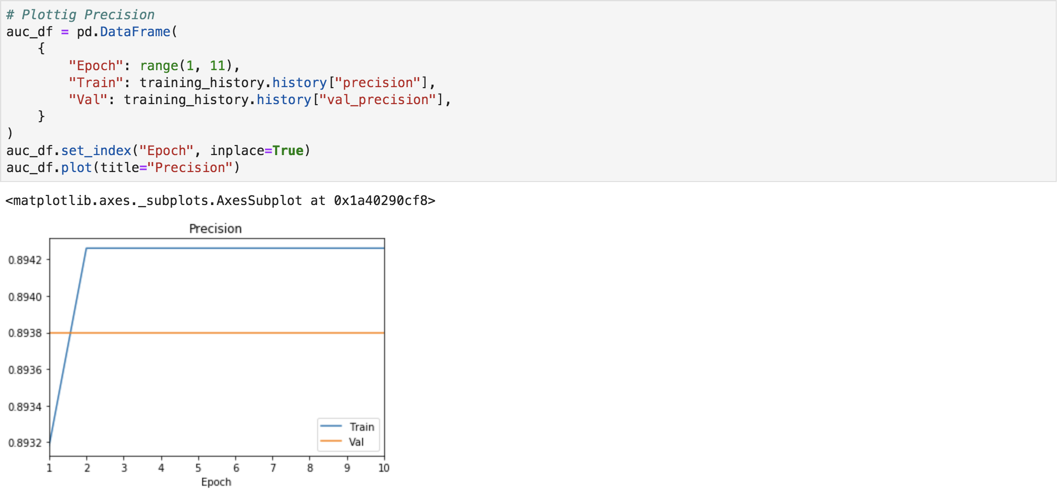 # Plottig Precision
auc_df = pd.DataFrame(
    {
        "Epoch": range(1, 11),
        "Train": training_history.history["precision"],
        "Val": training_history.history["val_precision"],
    }
)
auc_df.set_index("Epoch", inplace=True)
auc_df.plot(title="Precision")
<matplotlib.axes._subplots.AxesSubplot at 0x1a40290cf8>
Precision
0.8942
0.8940
0.8938
0.8936
0.8934
0.8932
Train
Val
1 2 3 4 5 6 7 8 9 10
Epoch